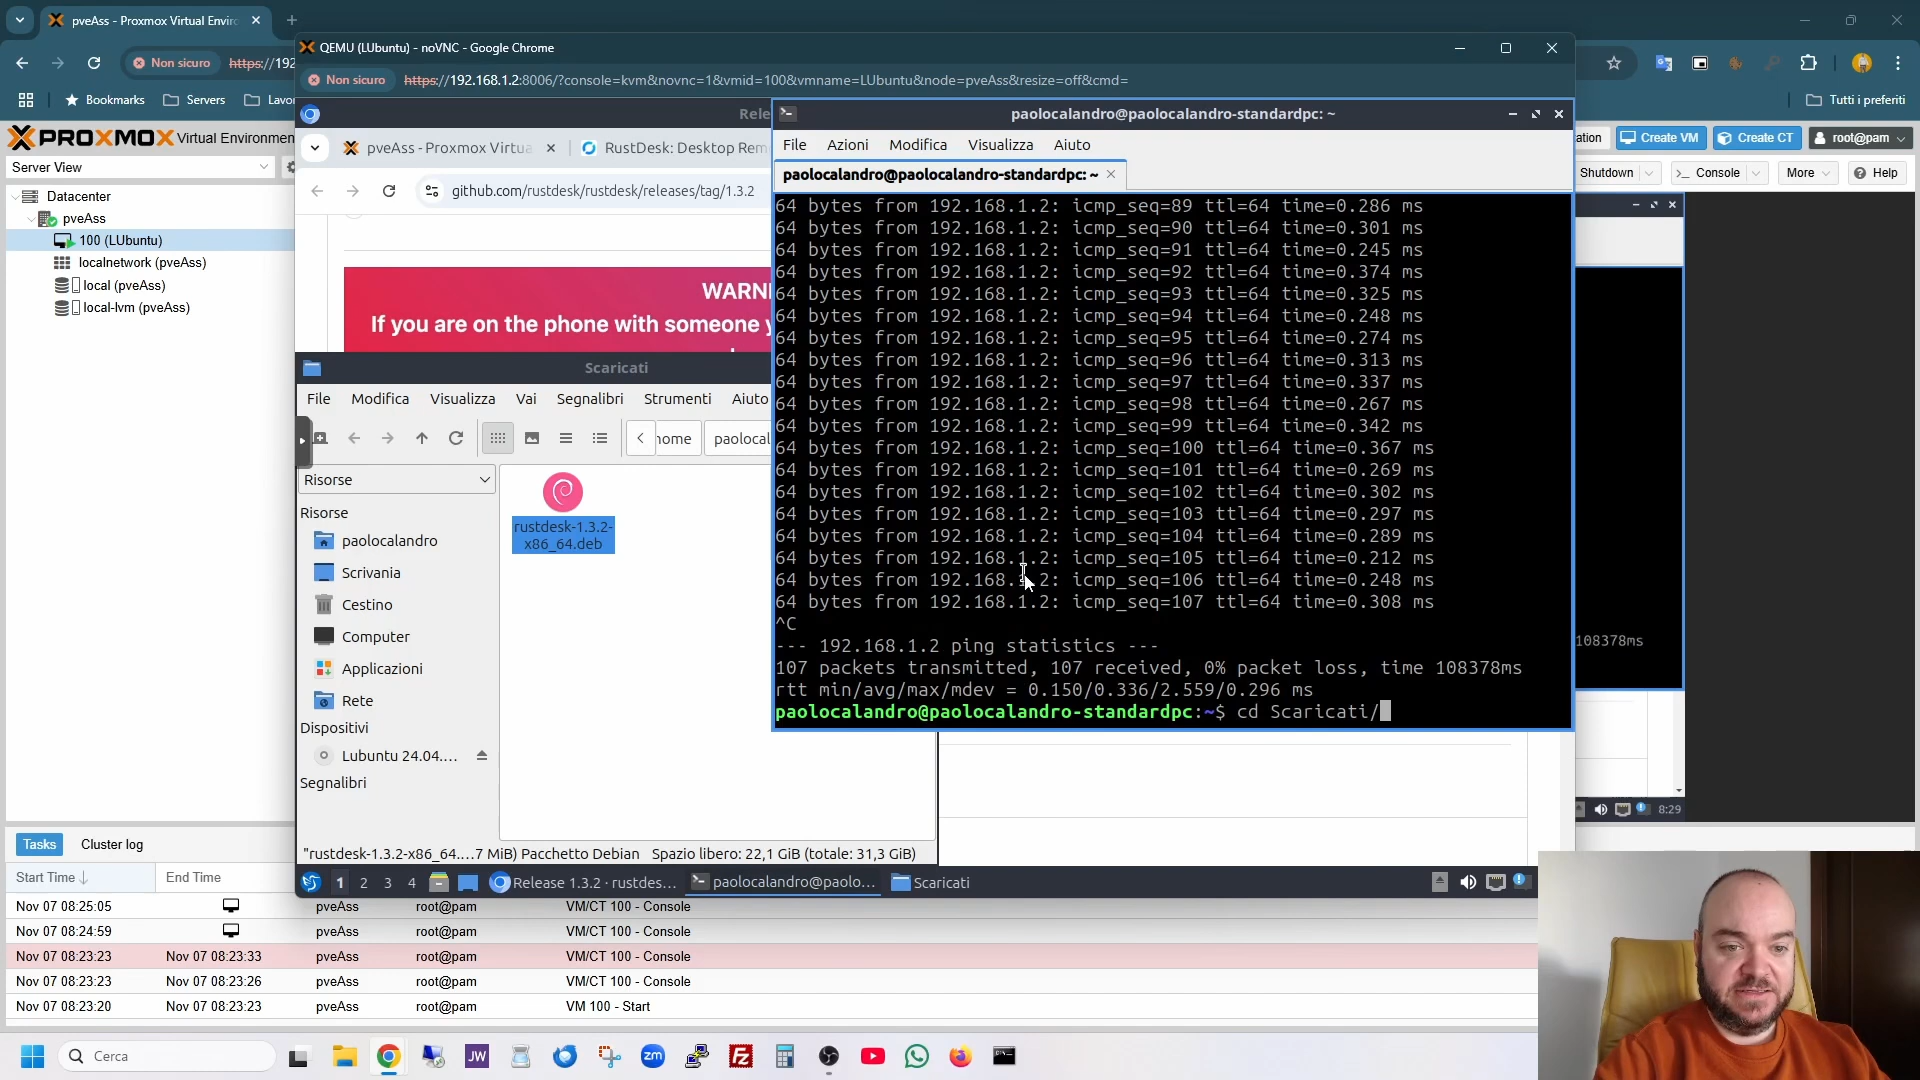 pveAss - Proxmox Virtual Enviro
Non sicuro
https://192
Bookmarks
Servers
Lavor
Tutti i preferiti
QEMU (LUbuntu) - noVNC - Google Chrome
Non sicuro
https://192.168.1.2:8006/?console=kvm&novnc=1&vmid=100&vmname=LUbuntu&node=pveAss&resize=off&cmd=
PROXMOX Virtual Environmen
ation
Create VM
Create CT
root@pam
Server View
Shutdown
Console
More
Help
Datacenter
pveAss
100 (LUbuntu)
localnetwork (pveAss)
local (pveAss)
local-lvm (pveAss)
Rele
pveAss - Proxmox Virtua
RustDesk: Desktop Rem
github.com/rustdesk/rustdesk/releases/tag/1.3.2
WARNI
If you are on the phone with someone y
paolocalandro@paolocalandro-standardpc: ~
File Azioni Modifica Visualizza Aiuto
paolocalandro@paolocalandro-standardpc: ~
64 bytes from 192.168.1.2: icmp_seq=89 ttl=64 time=0.286 ms
64 bytes from 192.168.1.2: icmp_seq=90 ttl=64 time=0.301 ms
64 bytes from 192.168.1.2: icmp_seq=91 ttl=64 time=0.245 ms
64 bytes from 192.168.1.2: icmp_seq=92 ttl=64 time=0.374 ms
64 bytes from 192.168.1.2: icmp_seq=93 ttl=64 time=0.325 ms
64 bytes from 192.168.1.2: icmp_seq=94 ttl=64 time=0.248 ms
64 bytes from 192.168.1.2: icmp_seq=95 ttl=64 time=0.274 ms
64 bytes from 192.168.1.2: icmp_seq=96 ttl=64 time=0.313 ms
64 bytes from 192.168.1.2: icmp_seq=97 ttl=64 time=0.337 ms
64 bytes from 192.168.1.2: icmp_seq=98 ttl=64 time=0.267 ms
64 bytes from 192.168.1.2: icmp_seq=99 ttl=64 time=0.342 ms
64 bytes from 192.168.1.2: icmp_seq=100 ttl=64 time=0.367 ms
64 bytes from 192.168.1.2: icmp_seq=101 ttl=64 time=0.269 ms
64 bytes from 192.168.1.2: icmp_seq=102 ttl=64 time=0.302 ms
64 bytes from 192.168.1.2: icmp_seq=103 ttl=64 time=0.297 ms
64 bytes from 192.168.1.2: icmp_seq=104 ttl=64 time=0.289 ms
64 bytes from 192.168.1.2: icmp_seq=105 ttl=64 time=0.212 ms
64 bytes from 192.168.1.2: icmp_seq=106 ttl=64 time=0.248 ms
64 bytes from 192.168.1.2: icmp_seq=107 ttl=64 time=0.308 ms
^C
--- 192.168.1.2 ping statistics ---
107 packets transmitted, 107 received, 0% packet loss, time 108378ms
rtt min/avg/max/mdev = 0.150/0.336/2.559/0.296 ms
paolocalandro@paolocalandro-standardpc:~$ cd Scaricati/
108378ms
8:29
Scaricati
File Modifica Visualizza Vai Segnalibri Strumenti Aiuto
home
paolocal
Risorse
Risorse
paolocalandro
Scrivania
Cestino
Computer
Applicazioni
Rete
Dispositivi
Lubuntu 24.04....
Segnalibri
rustdesk-1.3.2-
x86_64.deb
"rustdesk-1.3.2-x86_64....7 MiB) Pacchetto Debian
Spazio libero: 22,1 GiB (totale: 31,3 GiB)
1 2 3 4
Release 1.3.2 · rustdes...
paolocalandro@paolo...
Scaricati
Tasks
Cluster log
Start Time
End Time
Nov 07 08:25:05 pveAss root@pam VM/CT 100 - Console
Nov 07 08:24:59 pveAss root@pam VM/CT 100 - Console
Nov 07 08:23:23 Nov 07 08:23:33 pveAss root@pam VM/CT 100 - Console
Nov 07 08:23:23 Nov 07 08:23:26 pveAss root@pam VM/CT 100 - Console
Nov 07 08:23:20 Nov 07 08:23:23 pveAss root@pam VM 100 - Start
Cerca
JW
zm